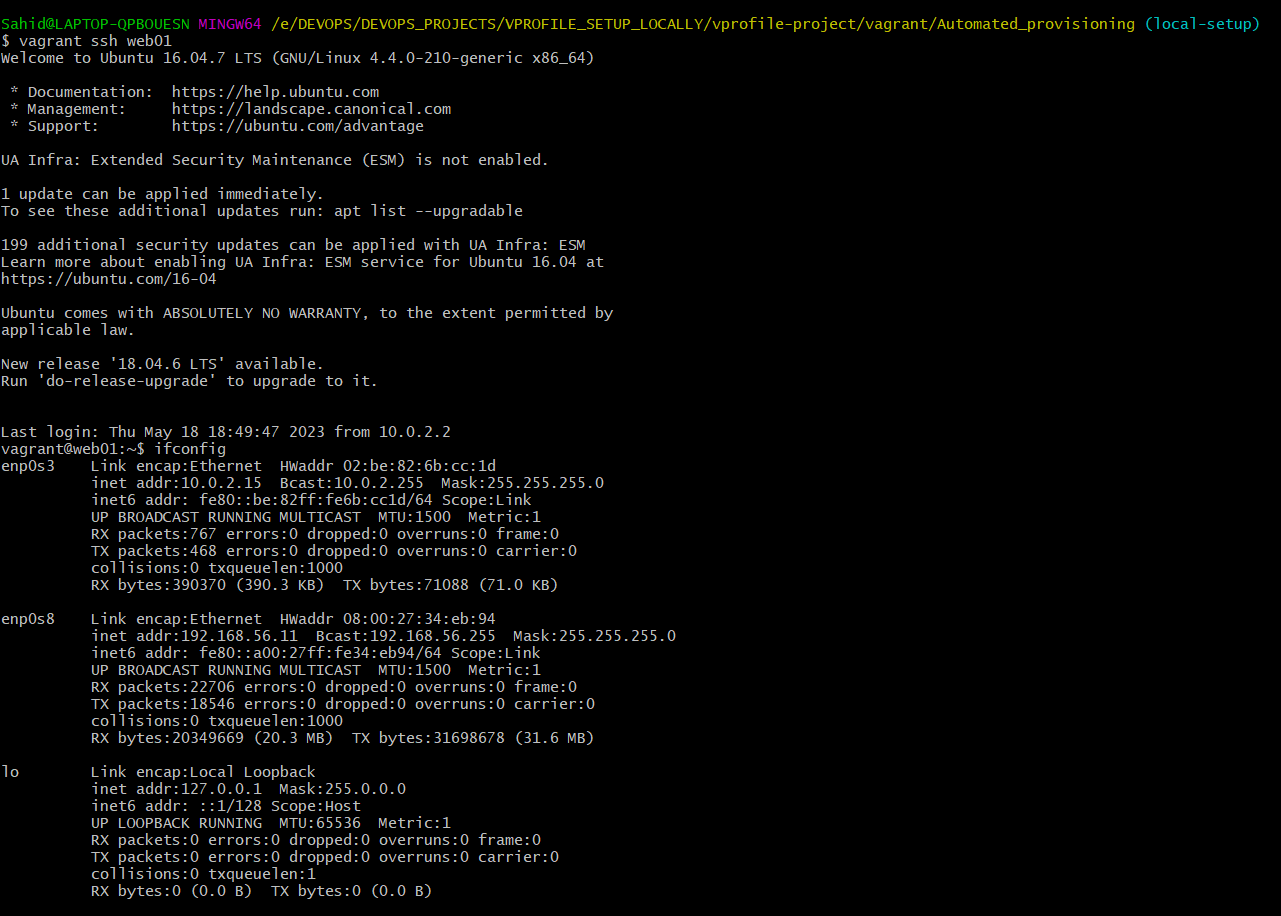 Sahid@LAPTOP-QPBOUESN MINGW64 /e/DEVOPS/DEVOPS_PROJECTS/VPROFILE_SETUP_LOCALLY/vprofile-project/vagrant/Automated_provisioning (local-setup)
$ vagrant ssh web01
Welcome to Ubuntu 16.04.7 LTS (GNU/Linux 4.4.0-210-generic x86_64)

 * Documentation:  https://help.ubuntu.com
 * Management:     https://landscape.canonical.com
 * Support:        https://ubuntu.com/advantage

UA Infra: Extended Security Maintenance (ESM) is not enabled.

1 update can be applied immediately.
To see these additional updates run: apt list --upgradable

199 additional security updates can be applied with UA Infra: ESM
Learn more about enabling UA Infra: ESM service for Ubuntu 16.04 at
https://ubuntu.com/16-04

Ubuntu comes with ABSOLUTELY NO WARRANTY, to the extent permitted by
applicable law.

New release '18.04.6 LTS' available.
Run 'do-release-upgrade' to upgrade to it.


Last login: Thu May 18 18:49:47 2023 from 10.0.2.2
vagrant@web01:~$ ifconfig
enp0s3    Link encap:Ethernet  HWaddr 02:be:82:6b:cc:1d
          inet addr:10.0.2.15  Bcast:10.0.2.255  Mask:255.255.255.0
          inet6 addr: fe80::be:82ff:fe6b:cc1d/64 Scope:Link
          UP BROADCAST RUNNING MULTICAST  MTU:1500  Metric:1
          RX packets:767 errors:0 dropped:0 overruns:0 frame:0
          TX packets:468 errors:0 dropped:0 overruns:0 carrier:0
          collisions:0 txqueuelen:1000
          RX bytes:390370 (390.3 KB)  TX bytes:71088 (71.0 KB)

enp0s8    Link encap:Ethernet  HWaddr 08:00:27:34:eb:94
          inet addr:192.168.56.11  Bcast:192.168.56.255  Mask:255.255.255.0
          inet6 addr: fe80::a00:27ff:fe34:eb94/64 Scope:Link
          UP BROADCAST RUNNING MULTICAST  MTU:1500  Metric:1
          RX packets:22706 errors:0 dropped:0 overruns:0 frame:0
          TX packets:18546 errors:0 dropped:0 overruns:0 carrier:0
          collisions:0 txqueuelen:1000
          RX bytes:20349669 (20.3 MB)  TX bytes:31698678 (31.6 MB)

lo        Link encap:Local Loopback
          inet addr:127.0.0.1  Mask:255.0.0.0
          inet6 addr: ::1/128 Scope:Host
          UP LOOPBACK RUNNING  MTU:65536  Metric:1
          RX packets:0 errors:0 dropped:0 overruns:0 frame:0
          TX packets:0 errors:0 dropped:0 overruns:0 carrier:0
          collisions:0 txqueuelen:1
          RX bytes:0 (0.0 B)  TX bytes:0 (0.0 B)